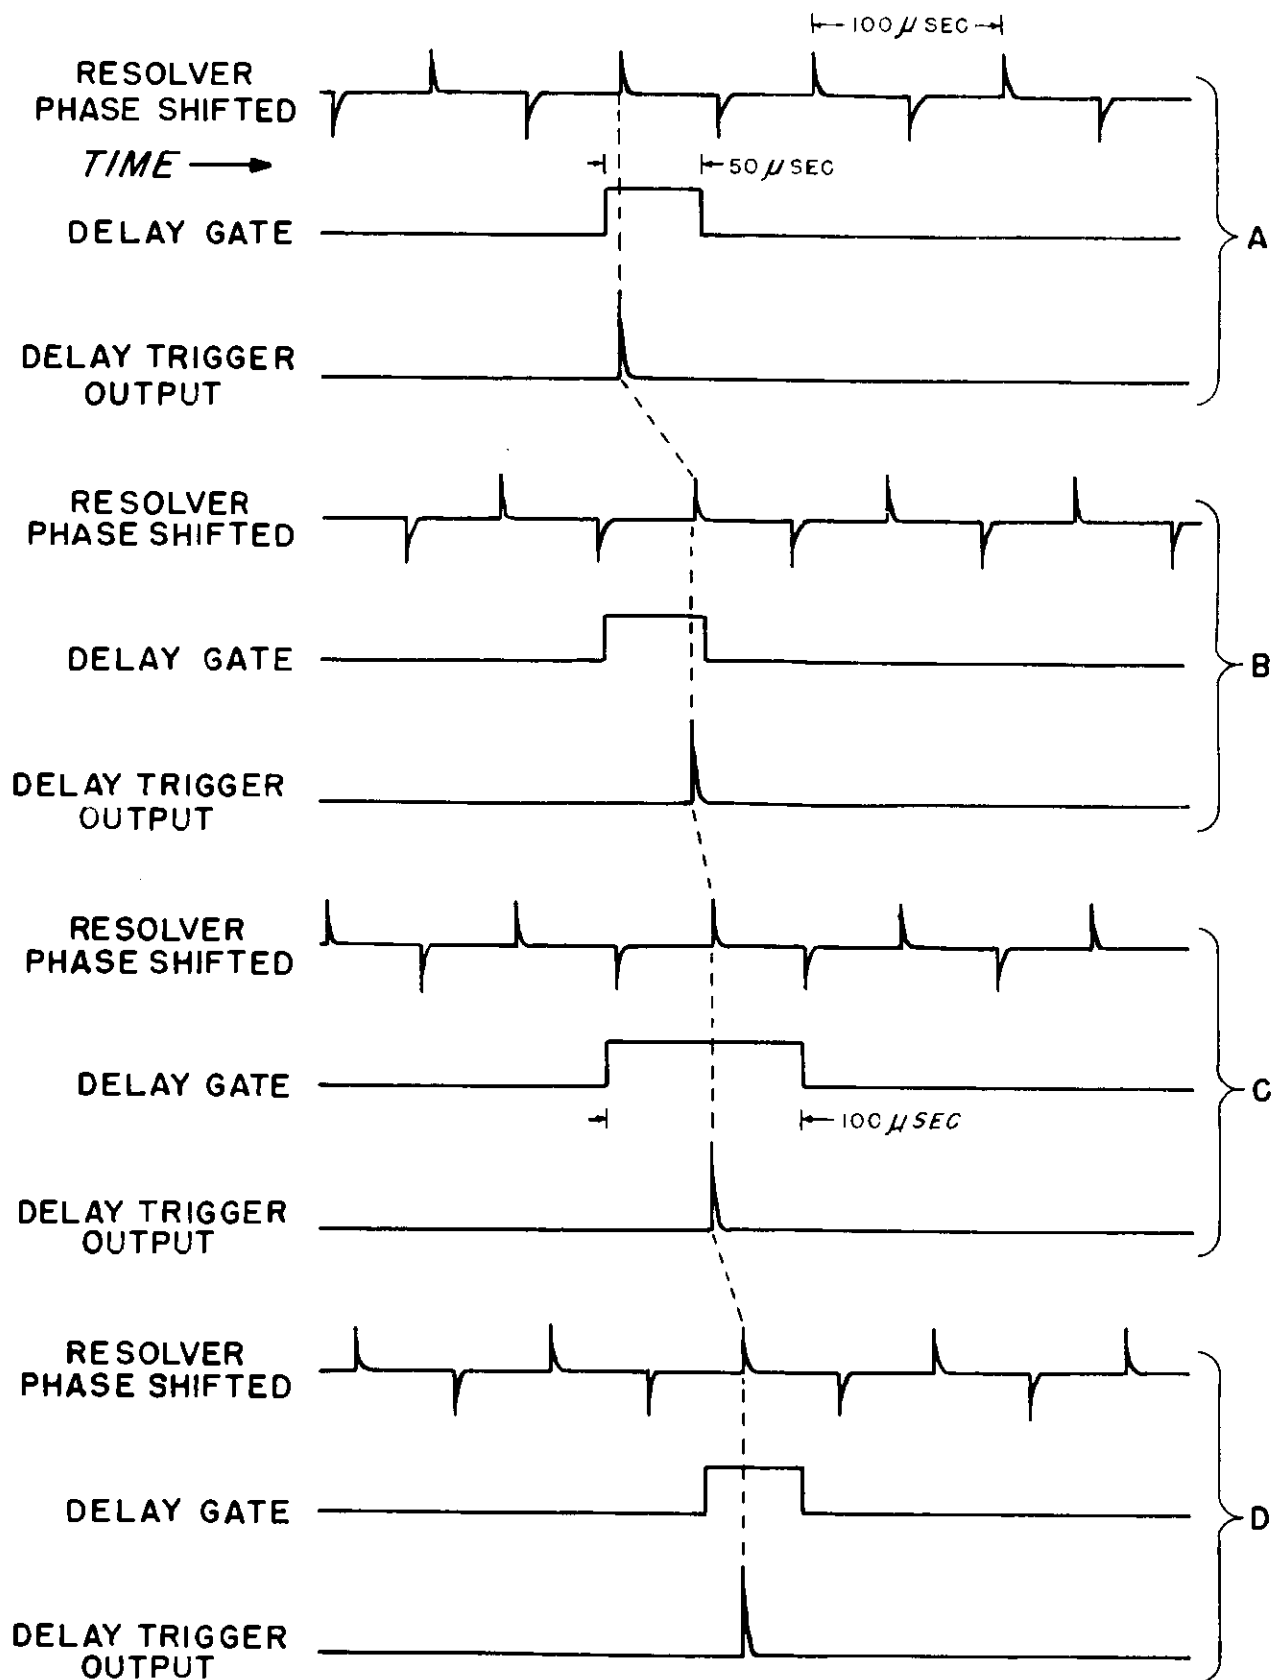 100 μ SEC
RESOLVER
PHASE SHIFTED
TIME
50 μ SEC
DELAY GATE
A
DELAY TRIGGER
OUTPUT
RESOLVER
PHASE SHIFTED
DELAY GATE
B
DELAY TRIGGER
OUTPUT
RESOLVER
PHASE SHIFTED
DELAY GATE
C
100 μ SEC
DELAY TRIGGER
OUTPUT
RESOLVER
PHASE SHIFTED
DELAY GATE
D
DELAY TRIGGER
OUTPUT